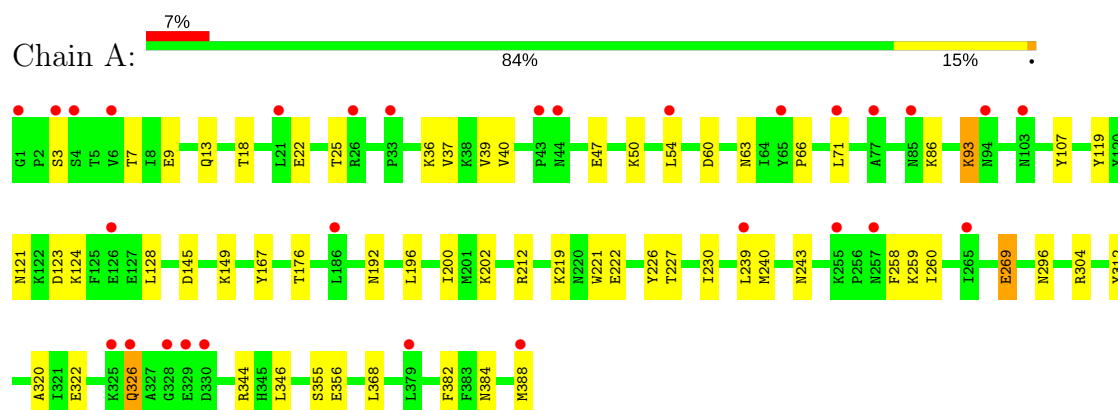 7%
Chain A:
84% 15% •
G1 P2 S3 S4 T5 V6 T7 I8 E9 Q13 T18 L21 E22 T25 R26 P33 K36 V37 K38 V39 V40 P43 N44 E47 K50 L54 D60 N63 I64 Y65 P66 L71 A77 N85 K86 K93 N94 N103 Y107 Y119 Y120
N121 K122 D123 K124 F125 E126 E127 L128 D145 K149 Y167 T176 L186 N192 L196 I200 M201 K202 R212 K219 N220 W221 E222 Y226 T227 I230 L239 M240 N243 K255 P256 N257 F258 K259 I260 I265 E269 N296 R304 Y312
A320 I321 E322 K325 Q326 A327 G328 E329 D330 R344 H345 L346 S355 E356 L368 L379 F382 F383 N384 M388